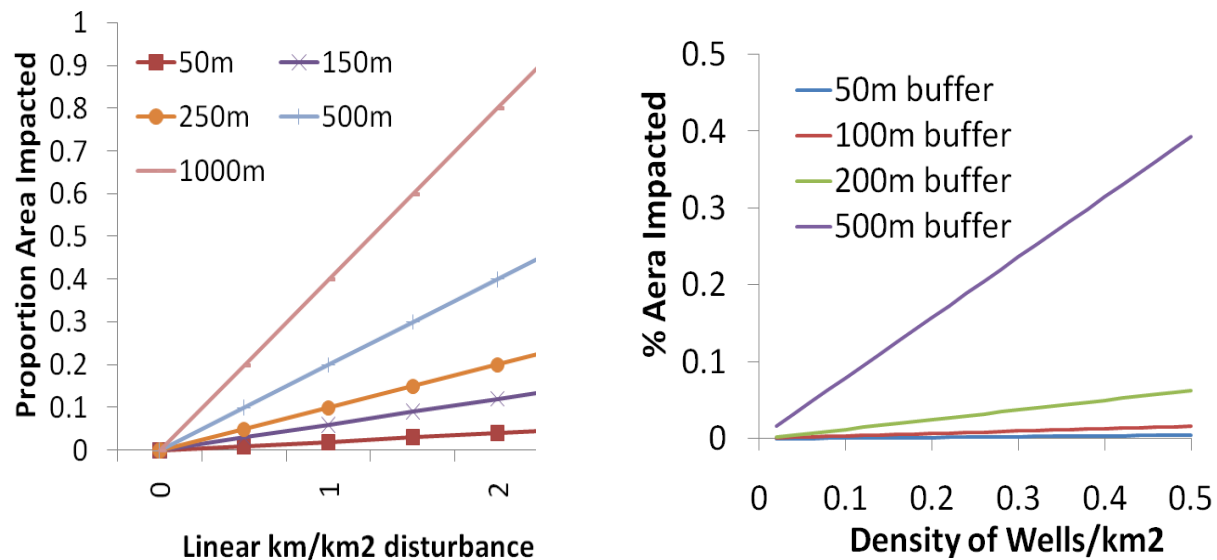 Proportion Area Impacted
1
0.9
0.8
0.7
0.6
0.5
0.4
0.3
0.2
0.1
0
50m
150m
250m
500m
1000m
0
1
2
Linear km/km2 disturbance
% Aera Impacted
0.5
0.4
0.3
0.2
0.1
0
50m buffer
100m buffer
200m buffer
500m buffer
0
0.1
0.2
0.3
0.4
0.5
Density of Wells/km2